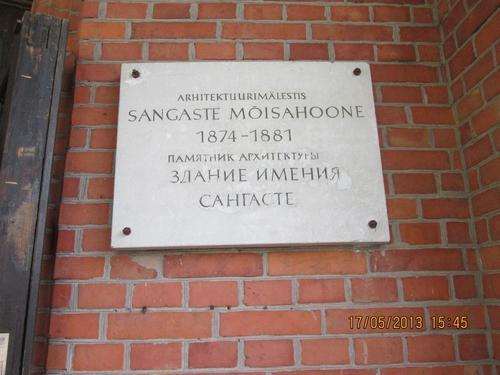 ARHITEKTUURIMÄLESTIS
SANGASTE MÕISAHOONE
1874-1881
ПАМЯТНИК АРХИТЕКТУРЫ
ЗДАНИЕ ИМЕНИЯ
САНГАСТЕ
17/05/2013 15:45